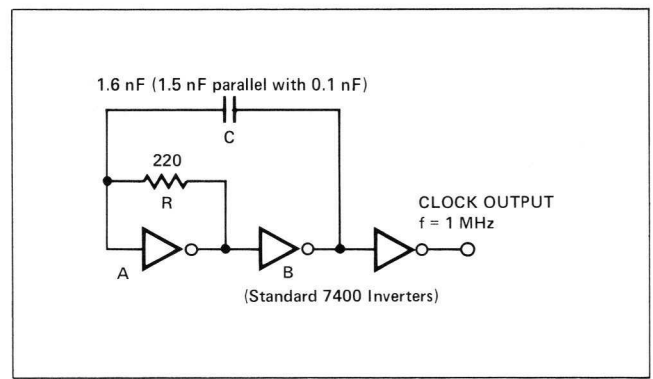 1.6 nF (1.5 nF parallel with 0.1 nF)
C
220
R
CLOCK OUTPUT
f = 1 MHz
A
B
(Standard 7400 Inverters)